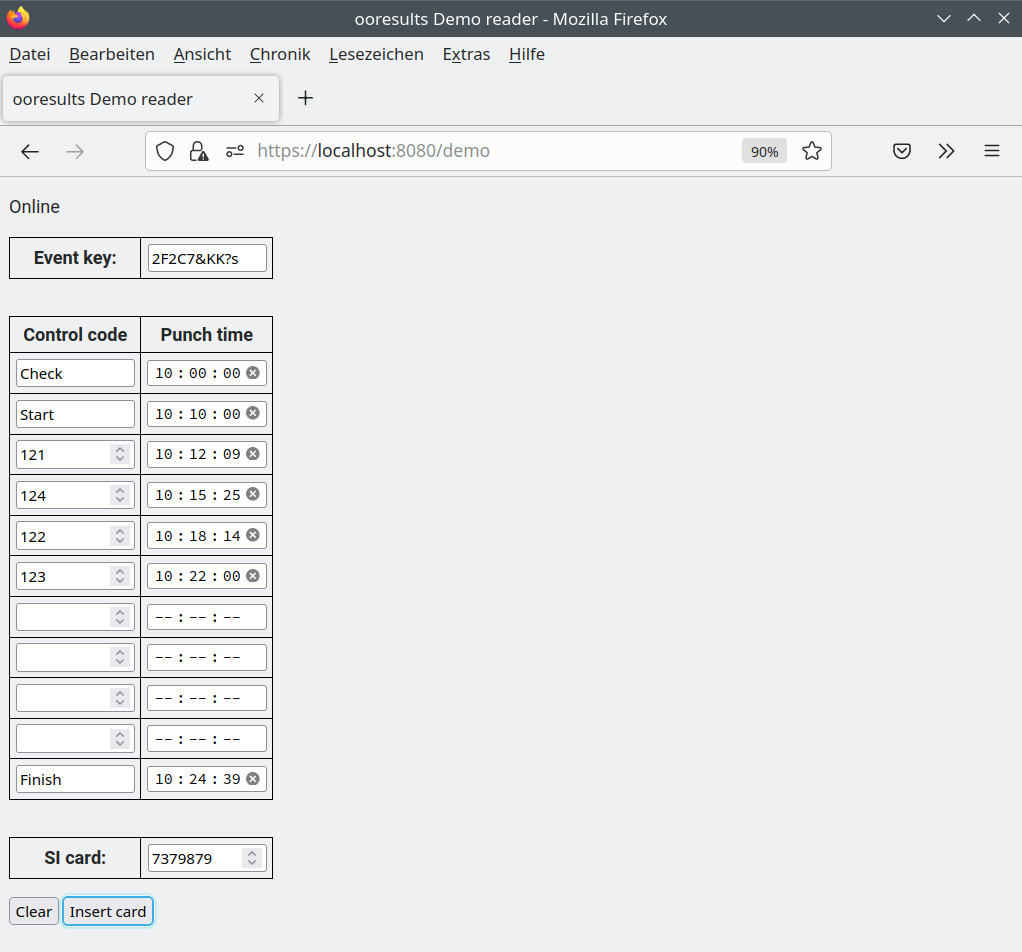 ooresults Demo reader - Mozilla Firefox
Datei Bearbeiten Ansicht Chronik Lesezeichen Extras Hilfe
ooresults Demo reader
https://localhost:8080/demo 90%
Online
Event key: 2F2C7&KK?s
Control code Punch time
Check 10:00:00
Start 10:10:00
121 10:12:09
124 10:15:25
122 10:18:14
123 10:22:00
--:--:--
--:--:--
--:--:--
--:--:--
Finish 10:24:39
SI card: 7379879
Clear Insert card